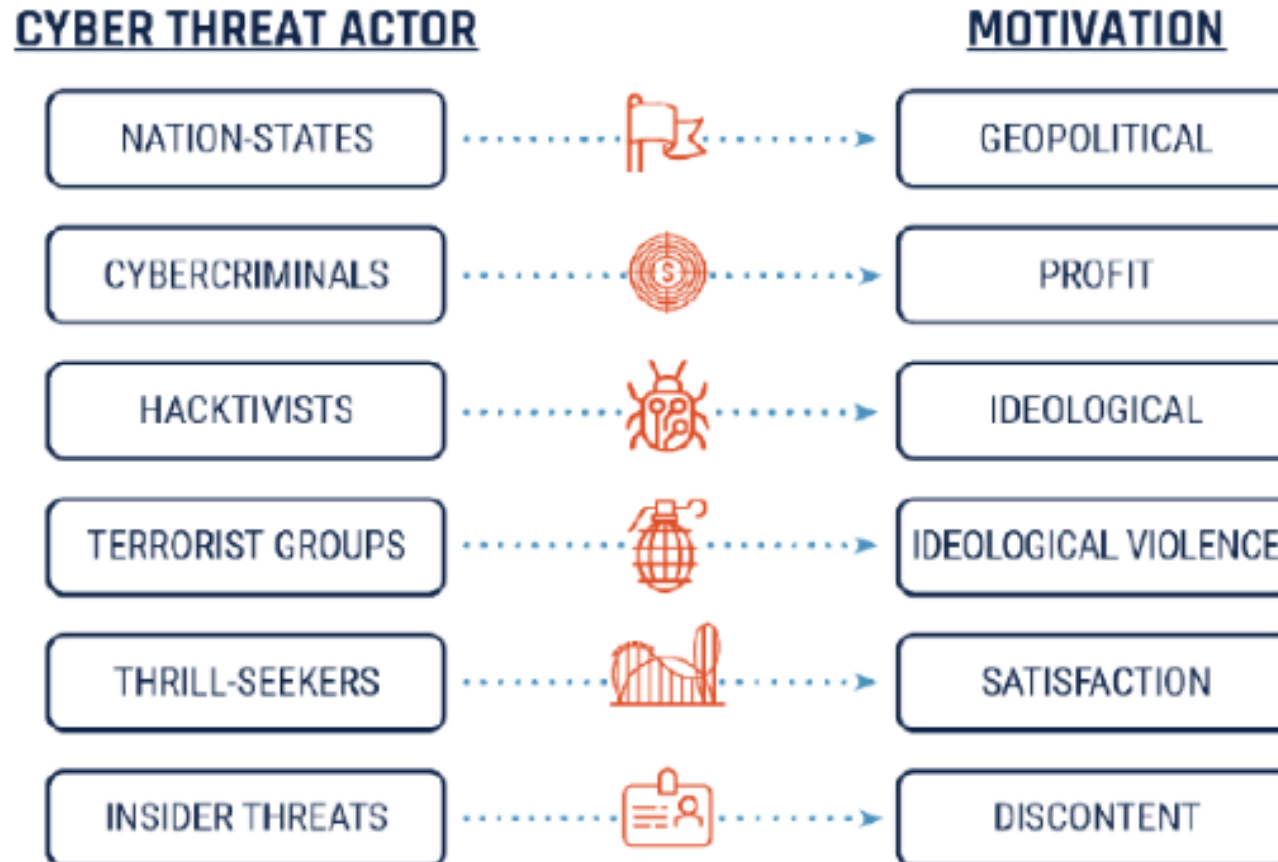 CYBER THREAT ACTOR MOTIVATION
NATION-STATES GEOPOLITICAL
CYBERCRIMINALS $ PROFIT
HACKTIVISTS IDEOLOGICAL
TERRORIST GROUPS IDEOLOGICAL VIOLENCE
THRILL-SEEKERS SATISFACTION
INSIDER THREATS DISCONTENT